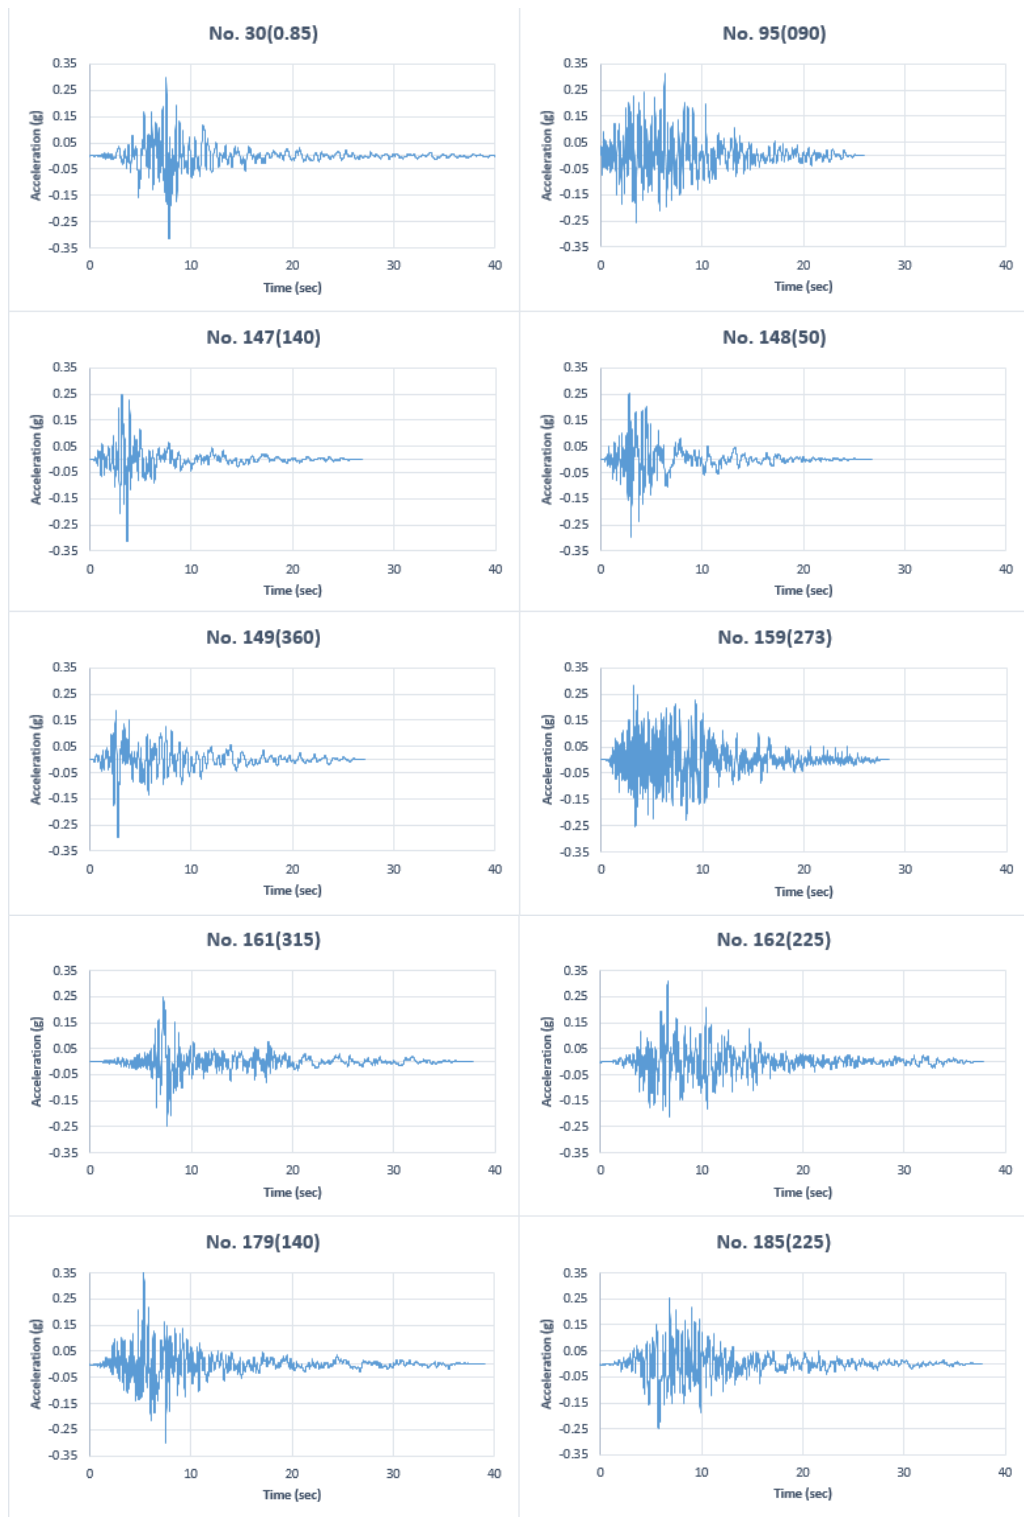 No. 30(0.85)
0.35
0.25
0.15
0.05
-0.05
-0.15
-0.25
-0.35
Acceleration (g)
0 10 20 30 40
Time (sec)
No. 95(090)
0.35
0.25
0.15
0.05
-0.05
-0.15
-0.25
-0.35
Acceleration (g)
0 10 20 30 40
Time (sec)
No. 147(140)
0.35
0.25
0.15
0.05
-0.05
-0.15
-0.25
-0.35
Acceleration (g)
0 10 20 30 40
Time (sec)
No. 148(50)
0.35
0.25
0.15
0.05
-0.05
-0.15
-0.25
-0.35
Acceleration (g)
0 10 20 30 40
Time (sec)
No. 149(360)
0.35
0.25
0.15
0.05
-0.05
-0.15
-0.25
-0.35
Acceleration (g)
0 10 20 30 40
Time (sec)
No. 159(273)
0.35
0.25
0.15
0.05
-0.05
-0.15
-0.25
-0.35
Acceleration (g)
0 10 20 30 40
Time (sec)
No. 161(315)
0.35
0.25
0.15
0.05
-0.05
-0.15
-0.25
-0.35
Acceleration (g)
0 10 20 30 40
Time (sec)
No. 162(225)
0.35
0.25
0.15
0.05
-0.05
-0.15
-0.25
-0.35
Acceleration (g)
0 10 20 30 40
Time (sec)
No. 179(140)
0.35
0.25
0.15
0.05
-0.05
-0.15
-0.25
-0.35
Acceleration (g)
0 10 20 30 40
Time (sec)
No. 185(225)
0.35
0.25
0.15
0.05
-0.05
-0.15
-0.25
-0.35
Acceleration (g)
0 10 20 30 40
Time (sec)